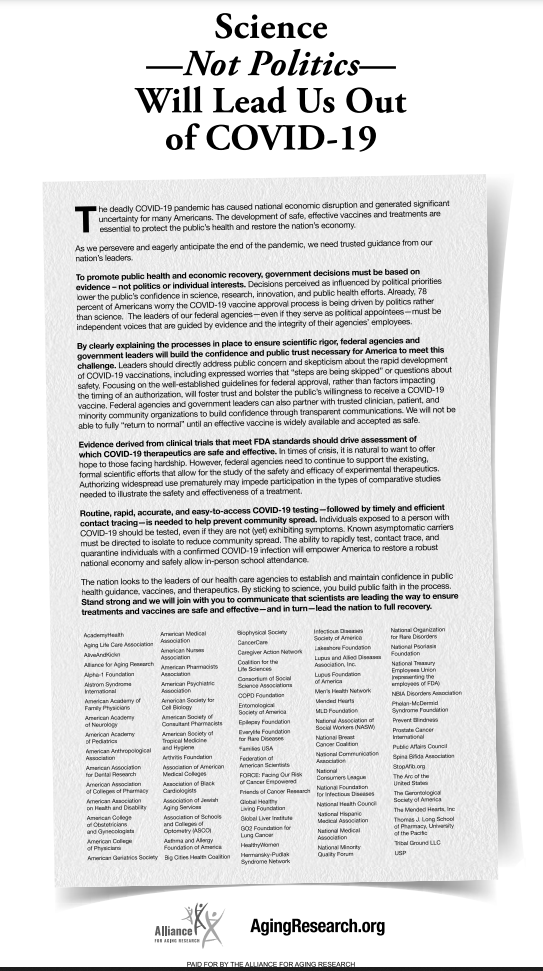 Science
—Not Politics—
Will Lead Us Out
of COVID-19
The deadly COVID-19 pandemic has caused national economic disruption and generated significant
uncertainty for many Americans. The development of safe, effective vaccines and treatments are
essential to protect the public's health and restore the nation's economy.
As we persevere and eagerly anticipate the end of the pandemic, we need trusted guidance from our
nation's leaders.
To promote public health and economic recovery, government decisions must be based on
evidence – not politics or individual interests. Decisions perceived as influenced by political priorities
lower the public's confidence in science, research, innovation, and public health efforts. Already, 78
percent of Americans worry the COVID vaccine approval process is being driven by politics rather
than science. The leaders of our federal agencies—even if they serve as political appointees—must be
independent voices that are guided by evidence and the integrity of their agencies' employees.
By clearly explaining the processes in place to ensure scientific rigor, federal agencies and
government leaders will build the confidence and public trust necessary for America to meet this
challenge. Leaders should directly address public concern and skepticism about the rapid development
of COVID vaccinations, including expressed worries that "steps are being skipped" or questions about
safety. Focusing on the well-established guidelines for federal approval, rather than factors impacting
the timing of an authorization, will foster trust and bolster the public's willingness to receive a COVID-19
vaccine. Federal agencies and government leaders can also partner with trusted clinician, patient, and
minority community organizations to build confidence through transparent communications. We will not be
able to fully "return to normal" until an effective vaccine is widely available and accepted as safe.
Evidence derived from clinical trials that meet FDA standards should drive assessment of
which COVID-19 therapeutics are safe and effective. In times of crisis, it is natural to want to offer
hope to those facing hardship. However, federal agencies need to continue to support the existing,
formal scientific efforts that allow for the study of the safety and efficacy of experimental therapeutics.
Authorizing widespread use prematurely may impede participation in the types of comparative studies
needed to illustrate the safety and effectiveness of a treatment.
Routine, rapid, accurate, and easy-to-access COVID-19 testing—followed by timely and efficient
contact tracing—is needed to help prevent community spread. Individuals exposed to a person with
COVID-19 should be tested, even if they are not (yet) exhibiting symptoms. Known asymptomatic carriers
must be directed to isolate to reduce community spread. The ability to rapidly test, contact trace, and
quarantine individuals with a confirmed COVID-19 infection will empower America to restore a robust
national economy and safely allow in-person school attendance.
The nation looks to the leaders of our health care agencies to establish and maintain confidence in public
health guidance, vaccines, and therapeutics. By sticking to science, you build public faith in the process.
Stand strong and we will join with you to communicate that scientists are leading the way to ensure
treatments and vaccines are safe and effective—and in turn—lead the nation to full recovery.
AcademyHealth
Aging Life Care Association
AliveAndKickn
Alliance for Aging Research
Alpha-1 Foundation
Alstrom Syndrome
International
American Academy of
Family Physicians
American Academy
of Neurology
American Academy
of Pediatrics
American Anthropological
Association
American Association
for Dental Research
American Association
of Colleges of Pharmacy
American Association
on Health and Disability
American College
of Obstetricians
and Gynecologists
American College
of Physicians
American Geriatrics Society
American Medical
Association
American Nurses
Association
American Pharmacists
Association
American Psychiatric
Association
American Society for
Cell Biology
American Society of
Consultant Pharmacists
American Society of
Tropical Medicine
and Hygiene
Arthritis Foundation
Association of American
Medical Colleges
Association of Black
Cardiologists
Association of Jewish
Aging Services
Association of Schools
and Colleges of
Optometry (ASCO)
Asthma and Allergy
Foundation of America
Big Cities Health Coalition
Biophysical Society
CancerCare
Caregiver Action Network
Coalition for the
Life Sciences
Consortium of Social
Science Associations
COPD Foundation
Entomological
Society of America
Epilepsy Foundation
Everylife Foundation
for Rare Diseases
Families USA
Federation of
American Scientists
FORCE: Facing Our Risk
of Cancer Empowered
Friends of Cancer Research
Global Healthy
Living Foundation
Global Liver Institute
GO2 Foundation for
Lung Cancer
HealthyWomen
Hermansky-Pudlak
Syndrome Network
Infectious Diseases
Society of America
Lakeshore Foundation
Lupus and Allied Diseases
Association, Inc.
Lupus Foundation
of America
Men's Health Network
Mended Hearts
MLD Foundation
National Association of
Social Workers (NASW)
National Breast
Cancer Coalition
National Communication
Association
National
Consumers League
National Foundation
for Infectious Diseases
National Health Council
National Hispanic
Medical Association
National Medical
Association
National Minority
Quality Forum
National Organization
for Rare Disorders
National Psoriasis
Foundation
National Treasury
Employees Union
(representing the
employees of FDA)
NBIA Disorders Association
Phelan-McDermid
Syndrome Foundation
Prevent Blindness
Prostate Cancer
International
Public Affairs Council
Spina Bifida Association
StopAfib.org
The Arc of the
United States
The Gerontological
Society of America
The Mended Hearts, Inc
Thomas J. Long School
of Pharmacy, University
of the Pacific
Tribal Ground LLC
USP
Alliance
FOR AGING RESEARCH
AgingResearch.org
PAID FOR BY THE ALLIANCE FOR AGING RESEARCH